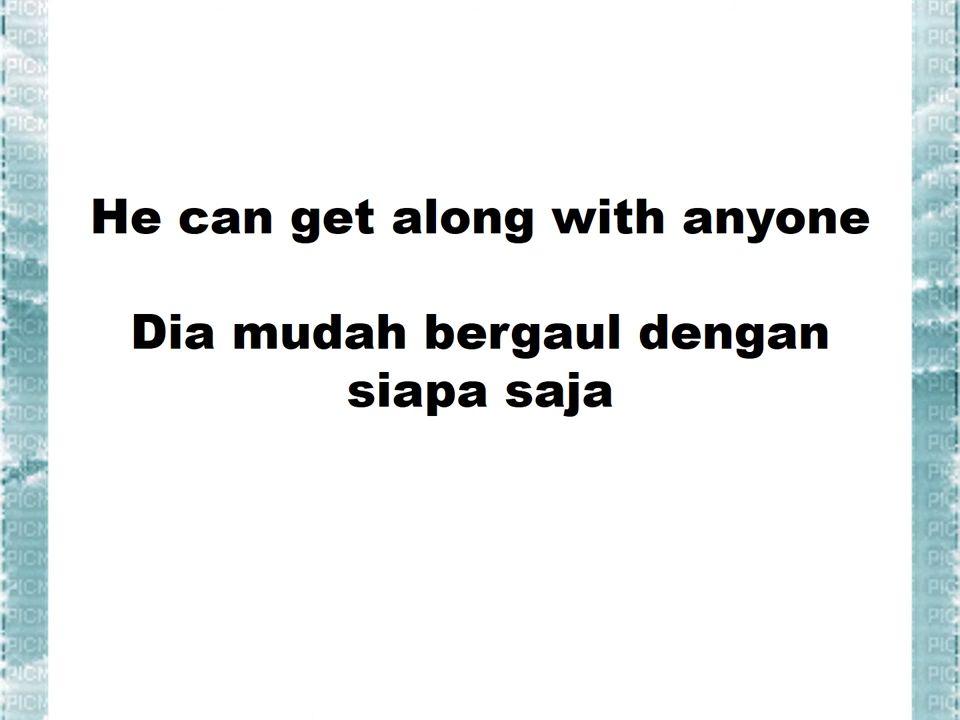 He can get along with anyone
Dia mudah bergaul dengan
siapa saja